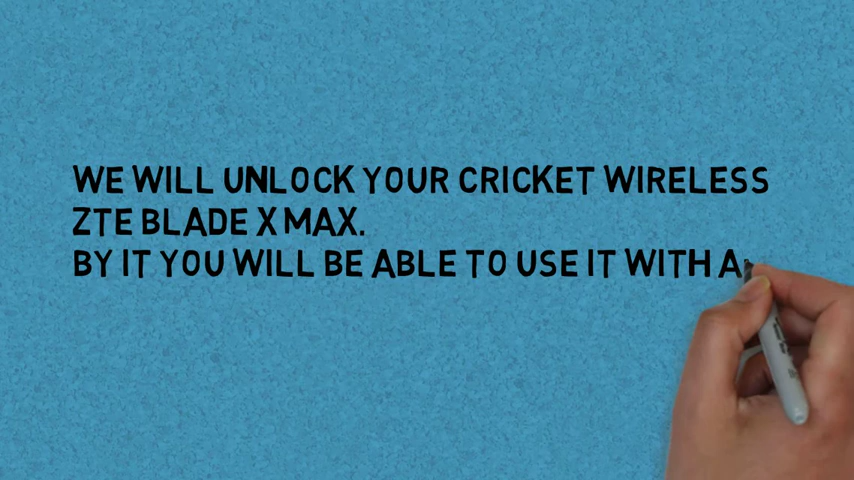 WE WILL UNLOCK YOUR CRICKET WIRELESS
ZTE BLADE X MAX.
BY IT YOU WILL BE ABLE TO USE IT WITH